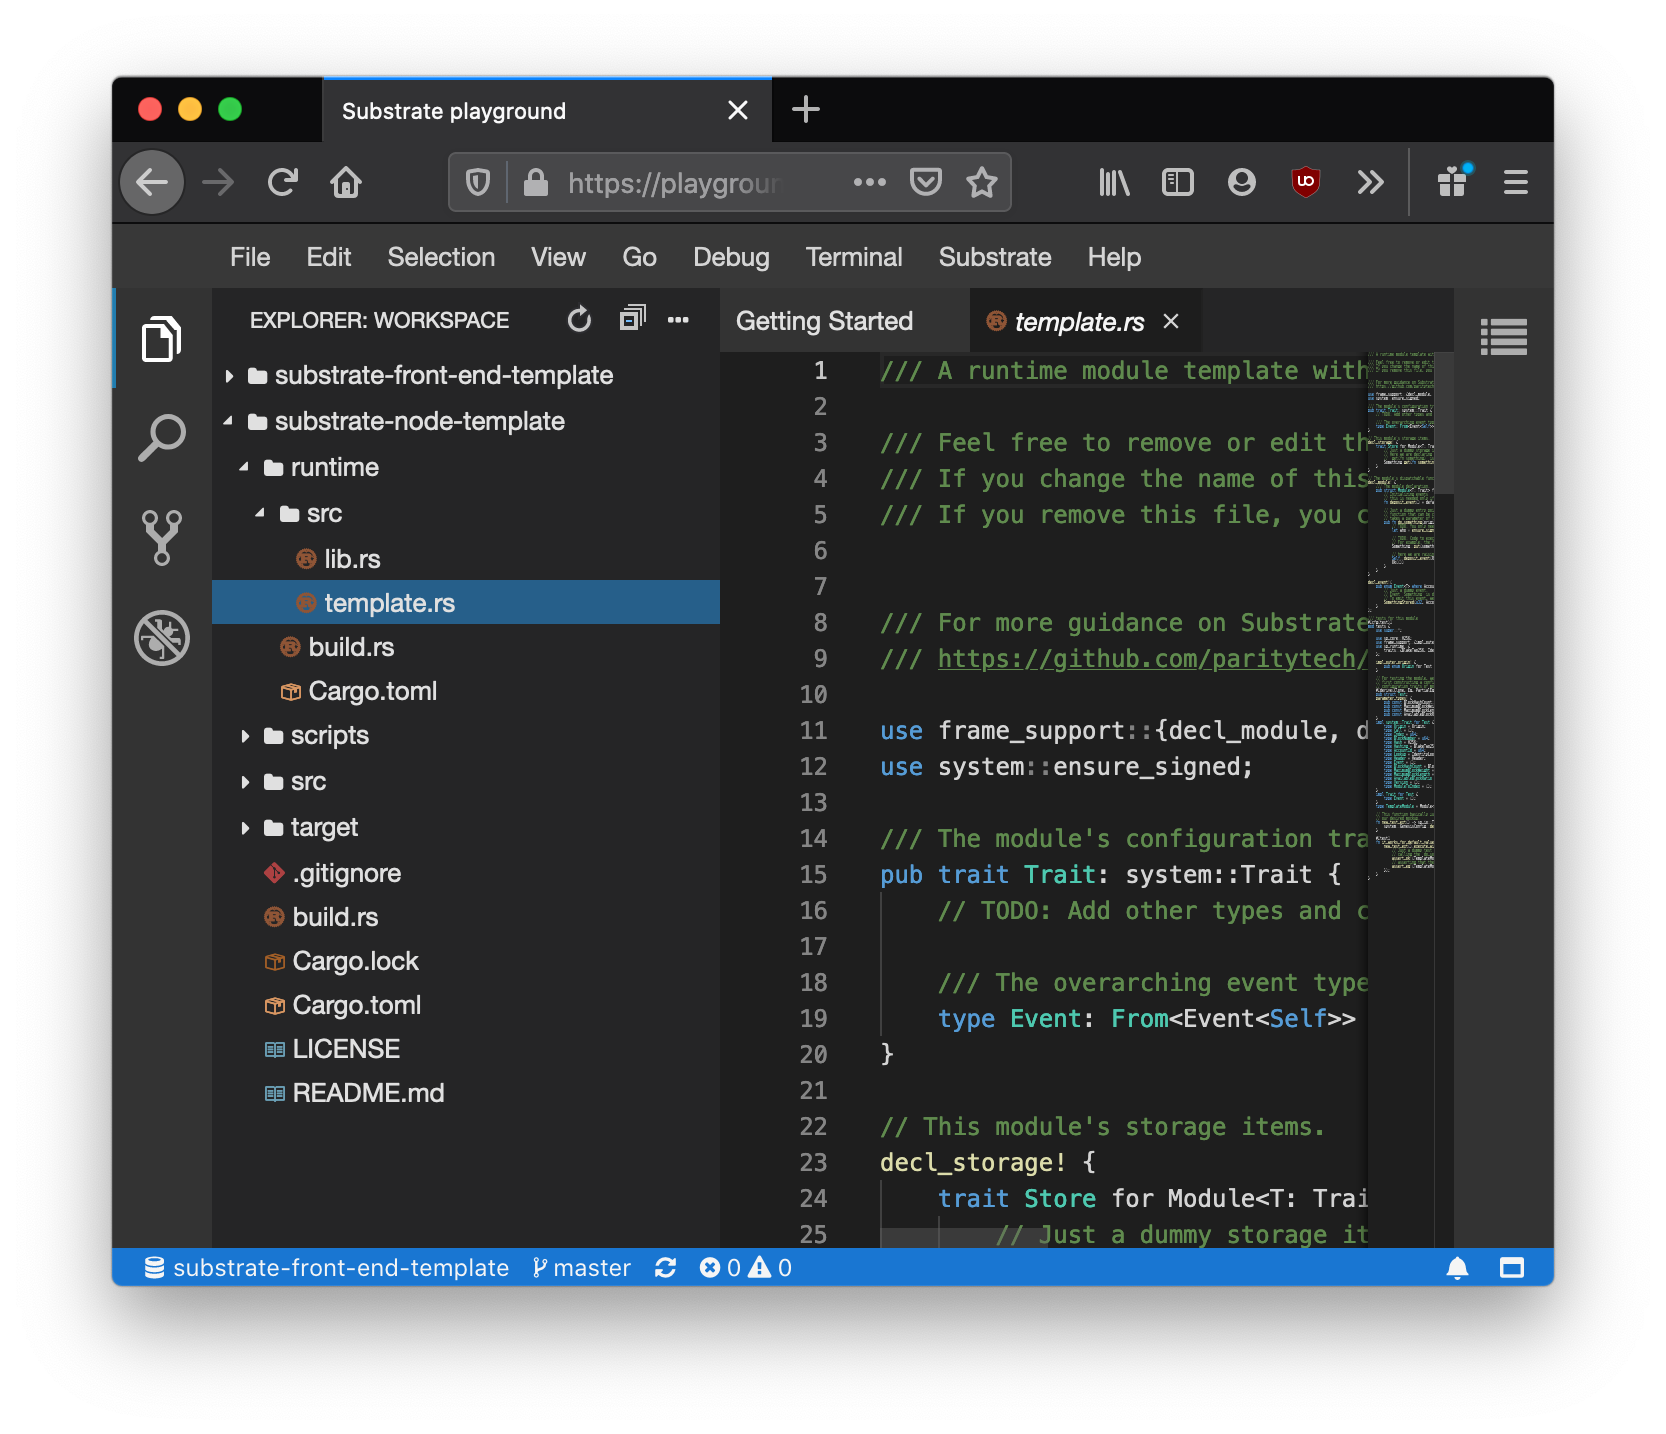 Substrate playground
https://playgroun
File Edit Selection View Go Debug Terminal Substrate Help
EXPLORER: WORKSPACE
substrate-front-end-template
substrate-node-template
runtime
src
lib.rs
template.rs
build.rs
Cargo.toml
scripts
src
target
.gitignore
build.rs
Cargo.lock
Cargo.toml
LICENSE
README.md
Getting Started template.rs
1 /// A runtime module template with
2
3 /// Feel free to remove or edit th
4 /// If you change the name of this
5 /// If you remove this file, you c
6
7
8 /// For more guidance on Substrate
9 /// https://github.com/paritytech/
10
11 use frame_support::{decl_module, d
12 use system::ensure_signed;
13
14 /// The module's configuration tra
15 pub trait Trait: system::Trait {
16 // TODO: Add other types and c
17
18 /// The overarching event type
19 type Event: From<Event<Self>>
20 }
21
22 // This module's storage items.
23 decl_storage! {
24 trait Store for Module<T: Trai
25 // Just a dummy storage it
substrate-front-end-template master 0 0